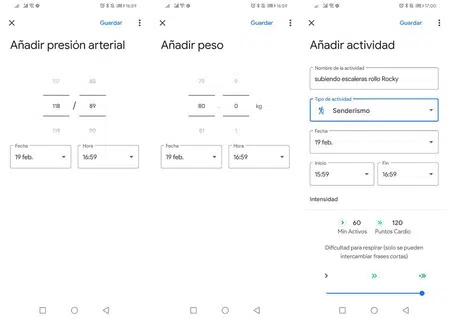 16:59
Guardar
Añadir presión arterial
117 88
118 / 89
119 90
Fecha
19 feb.
Hora
16:59
16:59
Guardar
Añadir peso
79 9
80 . 0 kg
81 1
Fecha
19 feb.
Hora
16:59
17:00
Guardar
Añadir actividad
Nombre de la actividad
subiendo escaleras rollo Rocky
Tipo de actividad
Senderismo
Fecha
19 feb.
Inicio
15:59
Fin
16:59
Intensidad
60
Min Activos
120
Puntos Cardio
Dificultad para respirar (solo se pueden
intercambiar frases cortas)